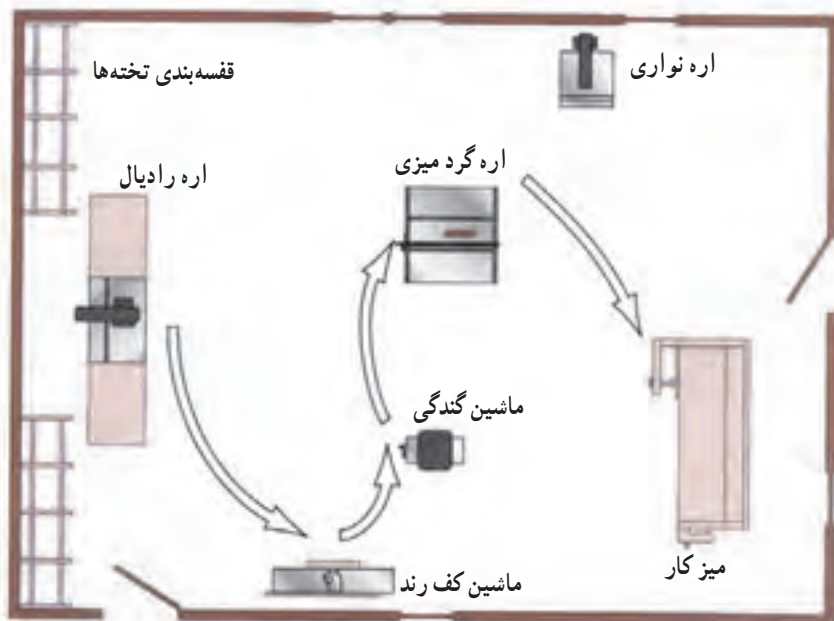 قفسه‌بندی تخته‌ها
اره نواری
اره رادیال
اره گرد میزی
ماشین گندگی
ماشین کف رند
میز کار